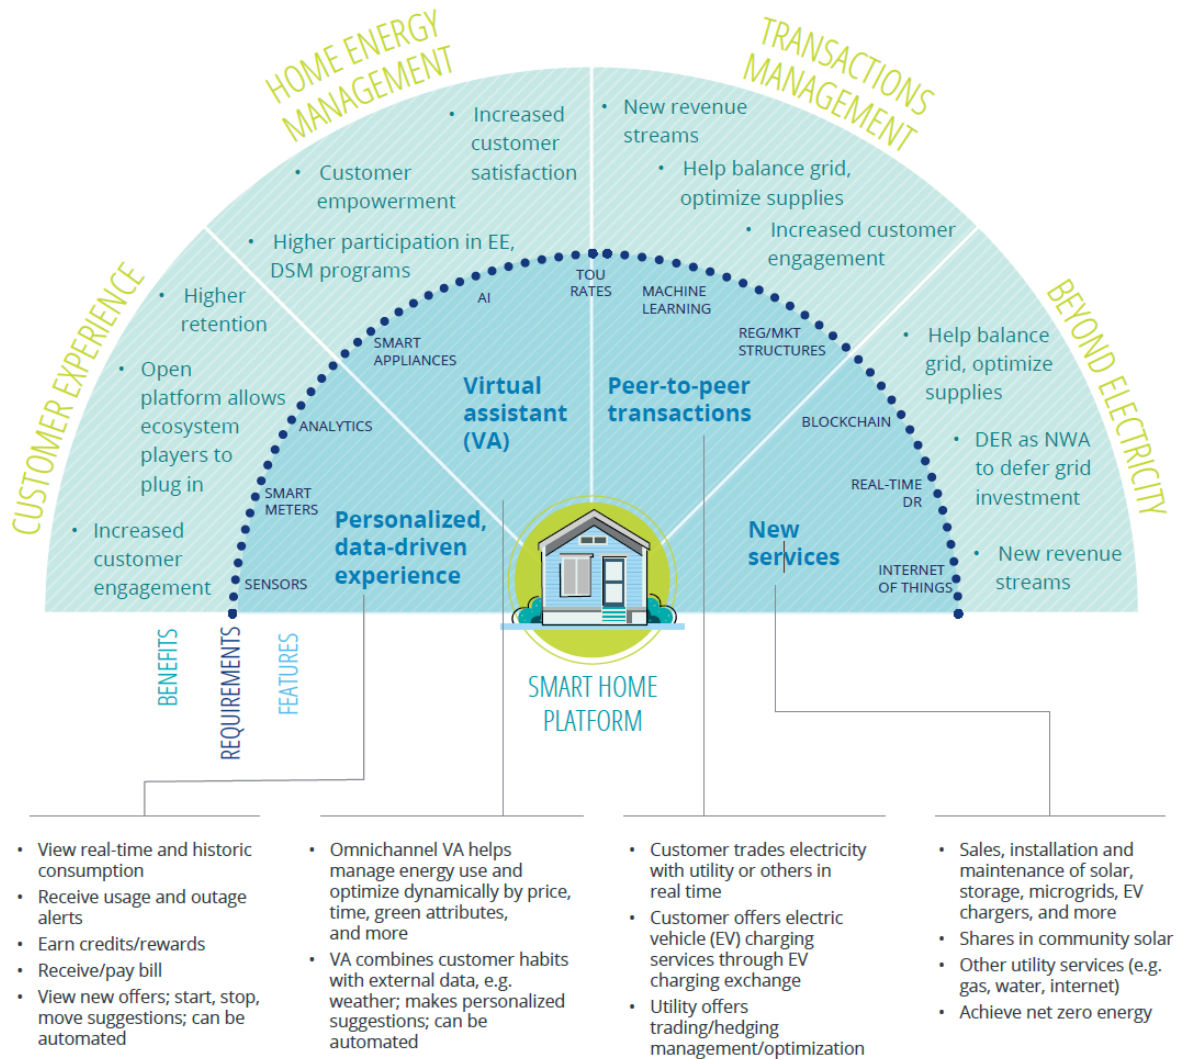 HOME ENERGY
MANAGEMENT
TRANSACTIONS
MANAGEMENT
CUSTOMER EXPERIENCE
BEYOND ELECTRICITY
• Increased
customer
satisfaction
• Customer
empowerment
• Higher participation in EE,
DSM programs
• New revenue
streams
• Help balance grid,
optimize supplies
• Increased customer
engagement
• Higher
retention
• Open
platform allows
ecosystem
players to
plug in
• Increased
customer
engagement
• Help balance
grid, optimize
supplies
• DER as NWA
to defer grid
investment
• New revenue
streams
SENSORS
SMART
METERS
ANALYTICS
SMART
APPLIANCES
AI
TOU
RATES
MACHINE
LEARNING
REG/MKT
STRUCTURES
BLOCKCHAIN
REAL-TIME
DR
INTERNET
OF THINGS
Personalized,
data-driven
experience
Virtual
assistant
(VA)
Peer-to-peer
transactions
New
services
BENEFITS
REQUIREMENTS
FEATURES
SMART HOME
PLATFORM
• View real-time and historic
consumption
• Receive usage and outage
alerts
• Earn credits/rewards
• Receive/pay bill
• View new offers; start, stop,
move suggestions; can be
automated
• Omnichannel VA helps
manage energy use and
optimize dynamically by price,
time, green attributes,
and more
• VA combines customer habits
with external data, e.g.
weather; makes personalized
suggestions; can be
automated
• Customer trades electricity
with utility or others in
real time
• Customer offers electric
vehicle (EV) charging
services through EV
charging exchange
• Utility offers
trading/hedging
management/optimization
• Sales, installation and
maintenance of solar,
storage, microgrids, EV
chargers, and more
• Shares in community solar
• Other utility services (e.g.
gas, water, internet)
• Achieve net zero energy